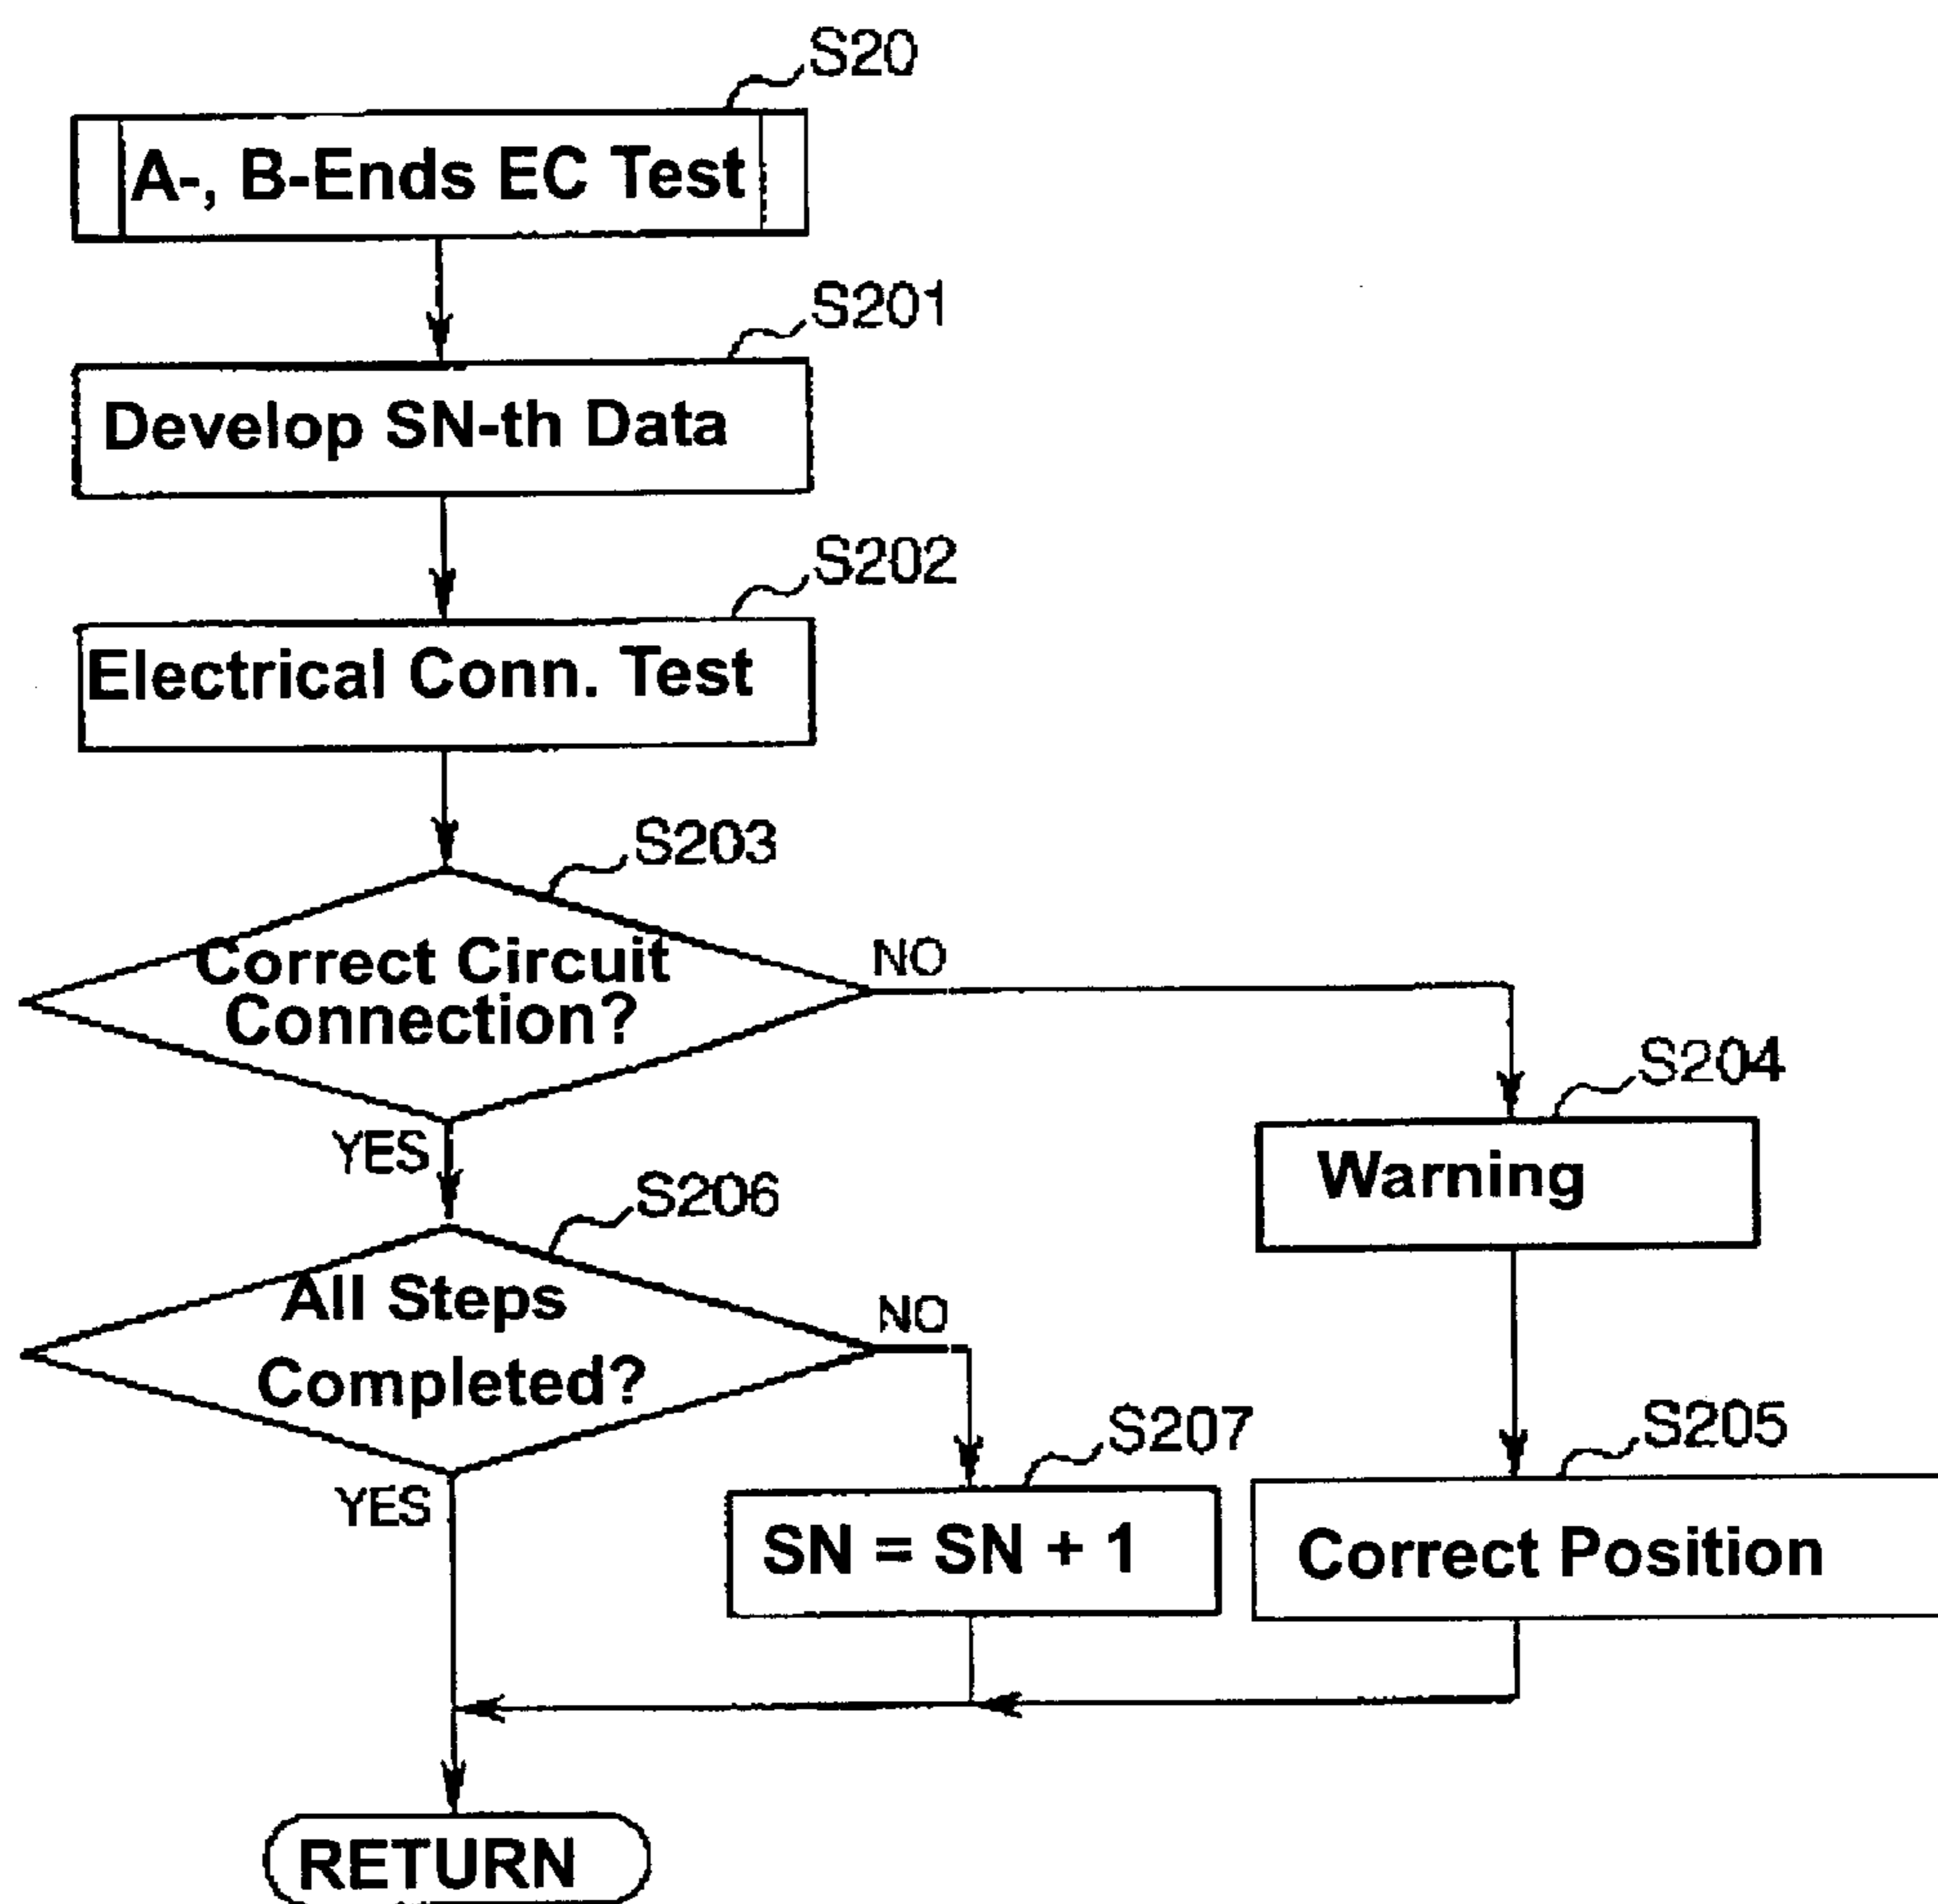 S20
A-, B-Ends EC Test
S201
Develop SN-th Data
S202
Electrical Conn. Test
S203
Correct Circuit
Connection?
NO
YES
S204
Warning
S206
All Steps
Completed?
NO
YES
S207
SN = SN + 1
S205
Correct Position
RETURN